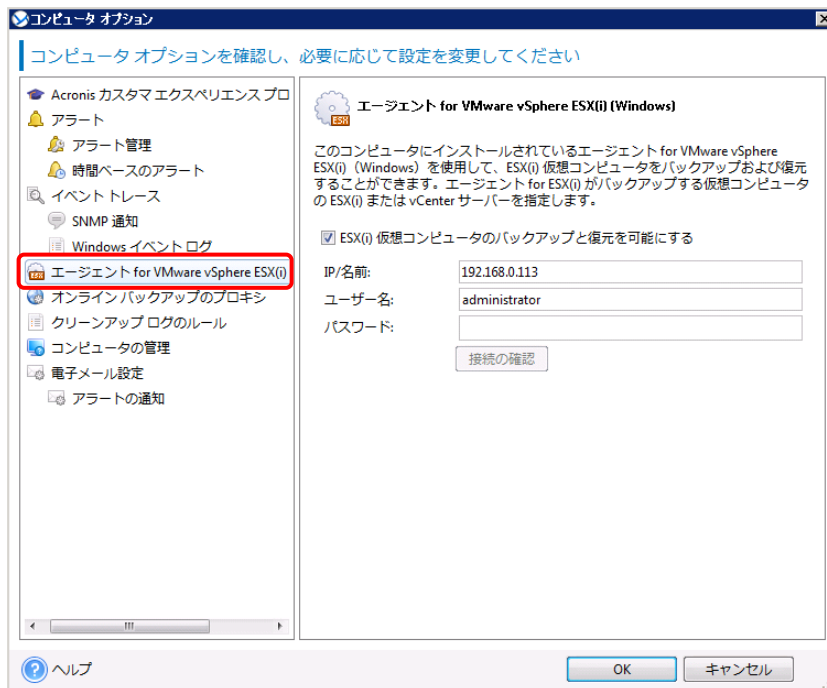 コンピュータ オプション
コンピュータ オプションを確認し、必要に応じて設定を変更してください
Acronis カスタマ エクスペリエンス プロ
アラート
アラート管理
時間ベースのアラート
イベント トレース
SNMP 通知
Windows イベント ログ
エージェント for VMware vSphere ESX(i)
オンライン バックアップのプロキシ
クリーンアップ ログのルール
コンピュータの管理
電子メール設定
アラートの通知
ESX
エージェント for VMware vSphere ESX(i) (Windows)
このコンピュータにインストールされているエージェント for VMware vSphere
ESX(i)（Windows）を使用して、ESX(i) 仮想コンピュータをバックアップおよび復元
することができます。エージェント for ESX(i) がバックアップする仮想コンピュータ
の ESX(i) または vCenter サーバーを指定します。
ESX(i) 仮想コンピュータのバックアップと復元を可能にする
IP/名前: 192.168.0.113
ユーザー名: administrator
パスワード:
接続の確認
ヘルプ
OK キャンセル